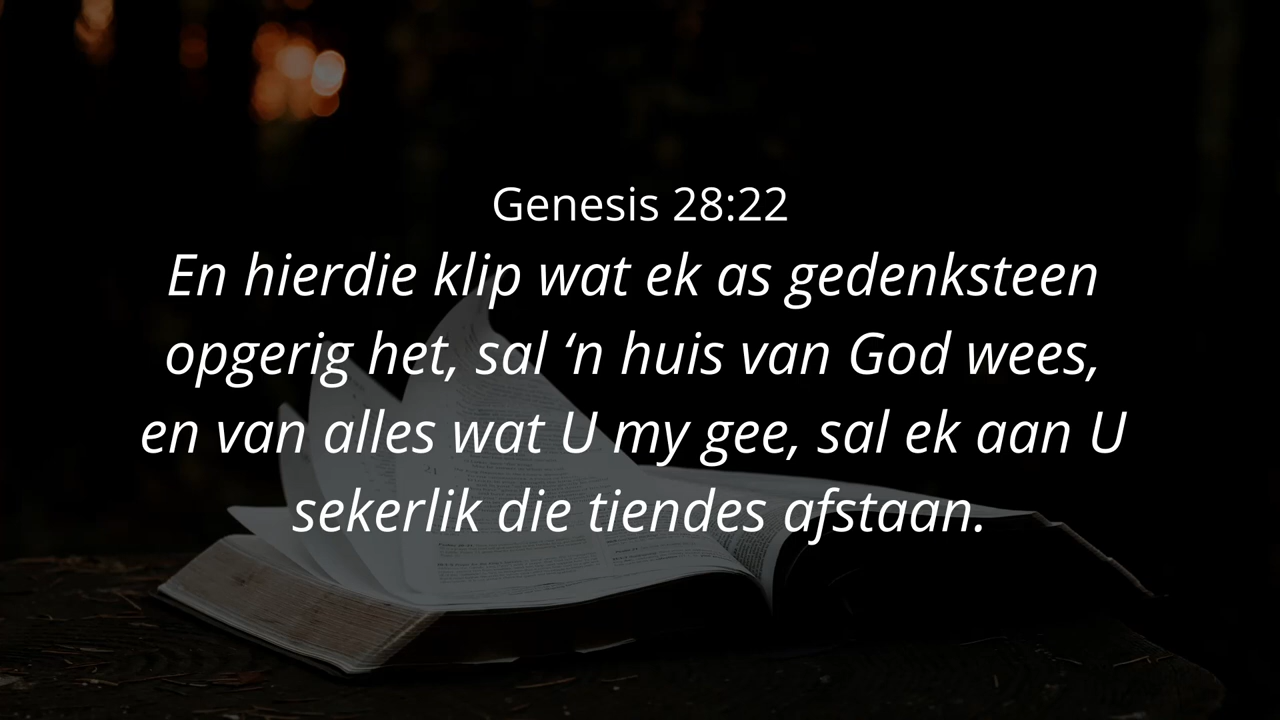 Genesis 28:22
En hierdie klip wat ek as gedenksteen
opgerig het, sal ‘n huis van God wees,
en van alles wat U my gee, sal ek aan U
sekerlik die tiendes afstaan.